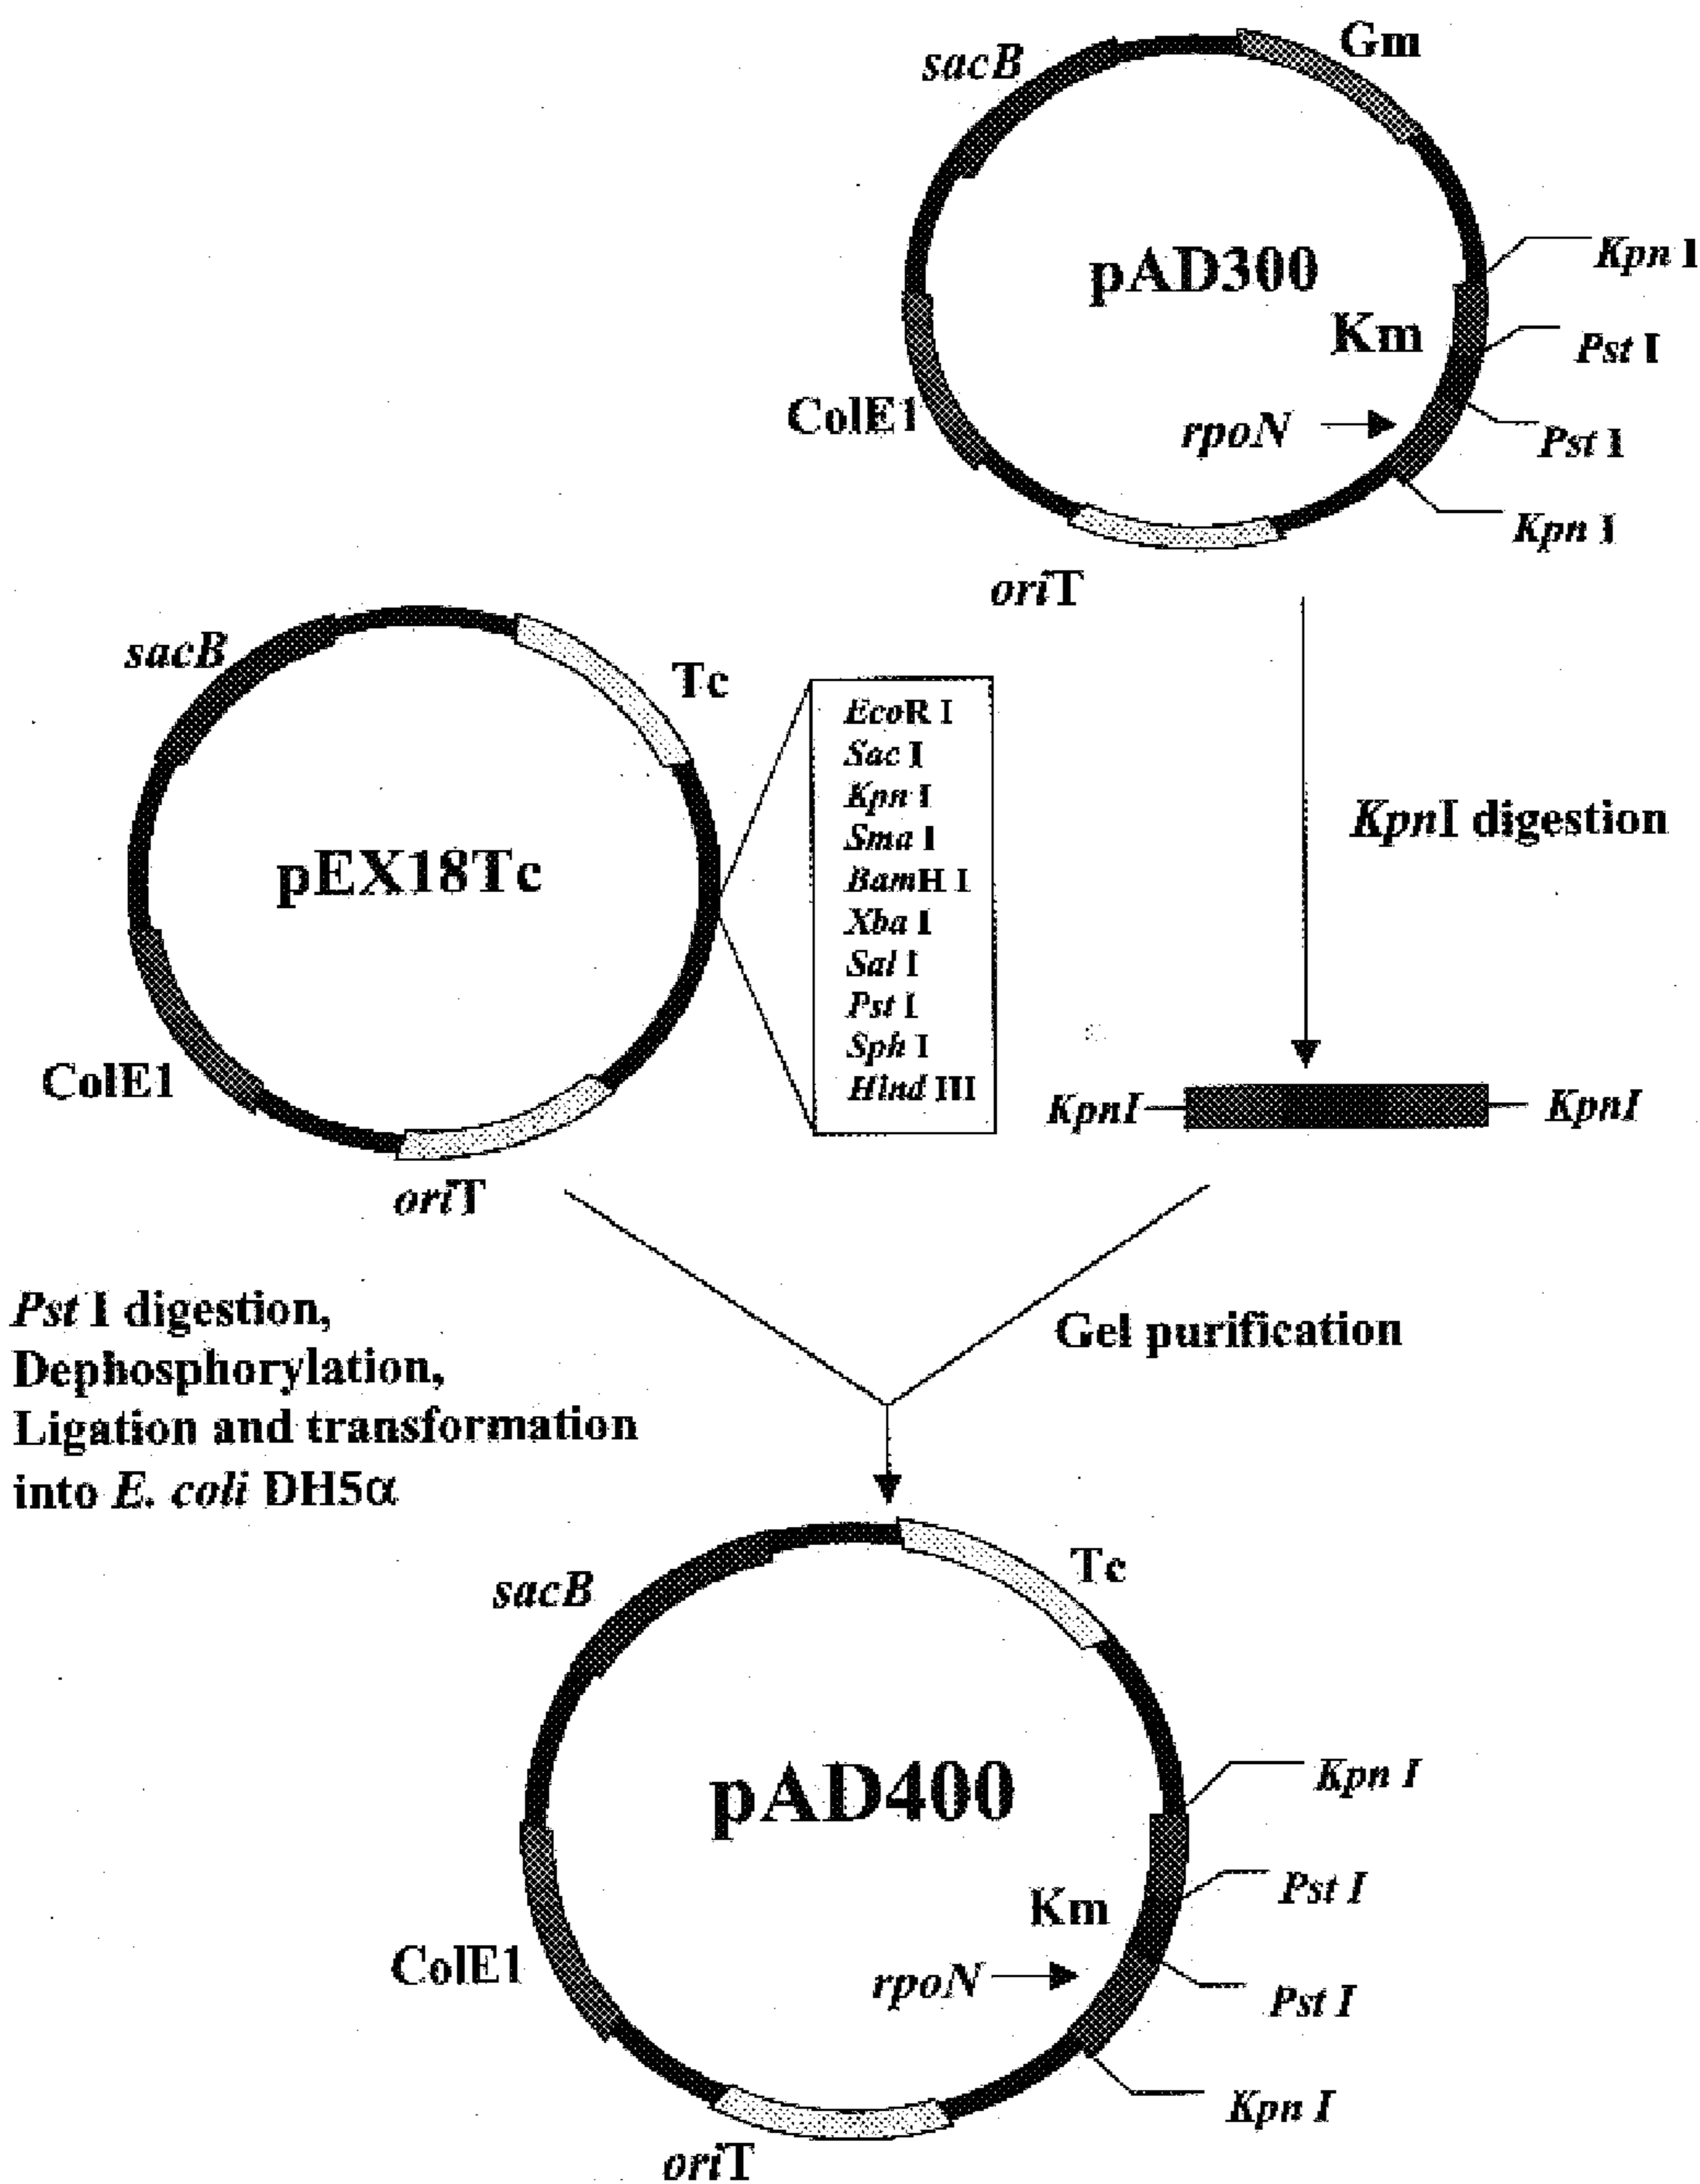 sacB
Gm
pAD300
Kpn I
Km
Pst I
ColE1
rpoN
Pst I
Kpn I
oriT
sacB
Tc
EcoR I
Sac I
Kpn I
Sma I
BamH I
Xba I
Sal I
Pst I
Sph I
Hind III
pEX18Tc
KpnI digestion
ColE1
KpnI
KpnI
oriT
Pst I digestion,
Dephosphorylation,
Ligation and transformation
into E. coli DH5α
Gel purification
sacB
Tc
pAD400
Kpn I
Km
Pst I
ColE1
rpoN
Pst I
Kpn I
oriT